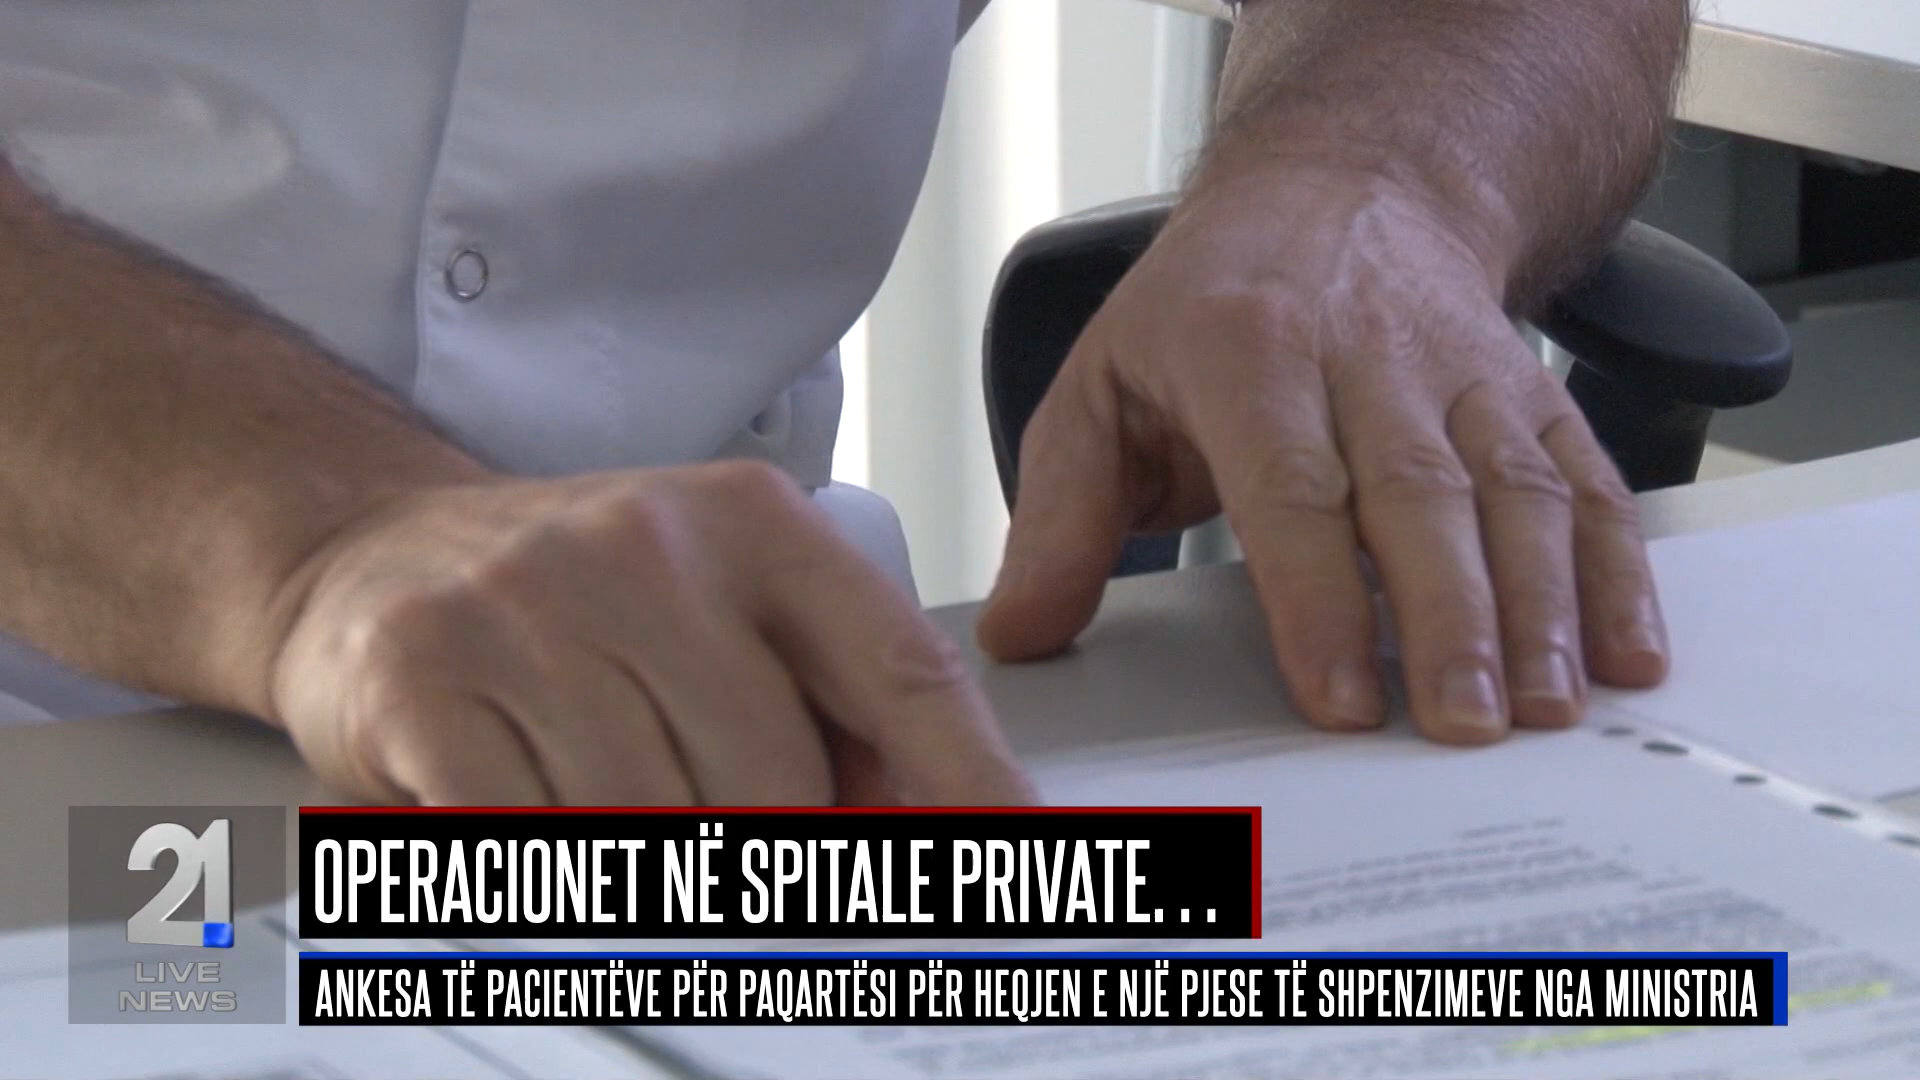 OPERACIONET NË SPITALE PRIVATE...
21
LIVE
NEWS
ANKESA TË PACIENTËVE PËR PAQARTËSI PËR HEQJEN E NJË PJESE TË SHPENZIMEVE NGA MINISTRIA